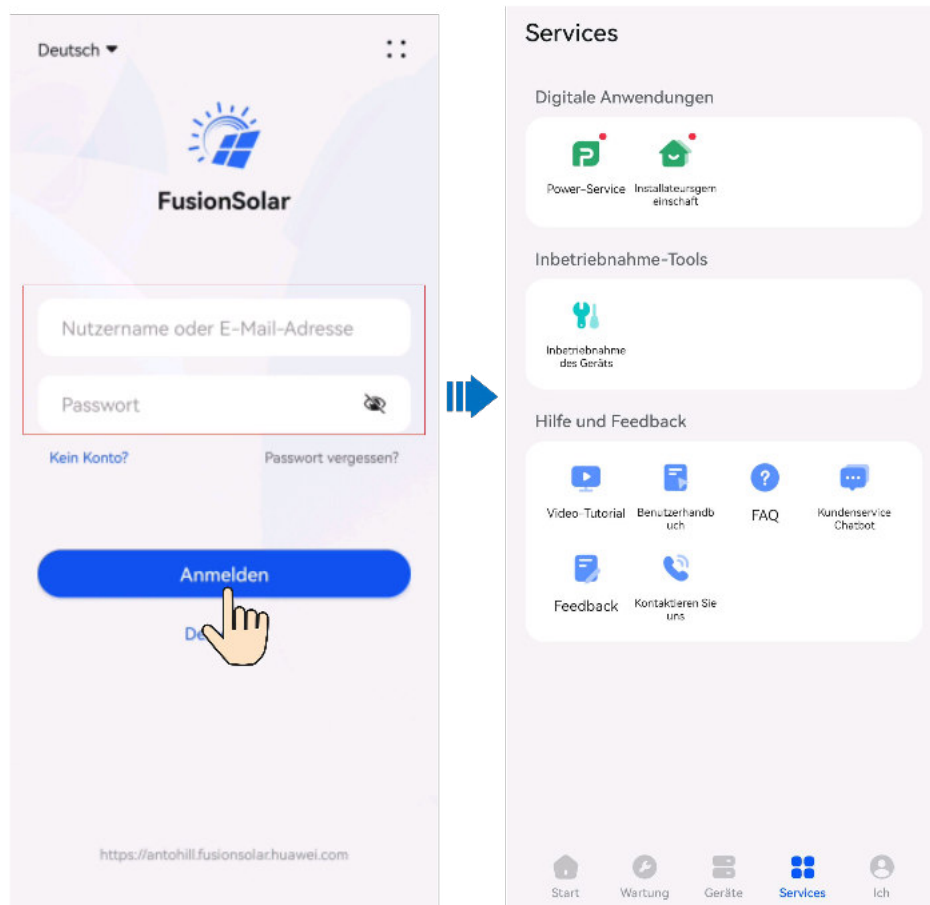 Deutsch
FusionSolar
Nutzername oder E-Mail-Adresse
Passwort
Kein Konto?
Passwort vergessen?
Anmelden
https://antohill.fusionsolar.huawei.com
Services
Digitale Anwendungen
Power-Service
Installateursgem
einschaft
Inbetriebnahme-Tools
Inbetriebnahme
des Geräts
Hilfe und Feedback
Video-Tutorial
Benutzerhandb
uch
FAQ
Kundenservice
Chatbot
Feedback
Kontaktieren Sie
uns
Start
Wartung
Geräte
Services
Ich